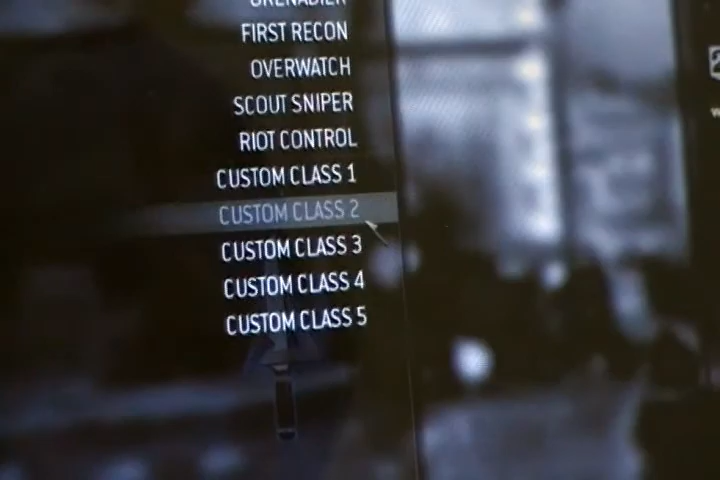 GRENADIER
FIRST RECON
OVERWATCH
SCOUT SNIPER
RIOT CONTROL
CUSTOM CLASS 1
CUSTOM CLASS 2
CUSTOM CLASS 3
CUSTOM CLASS 4
CUSTOM CLASS 5